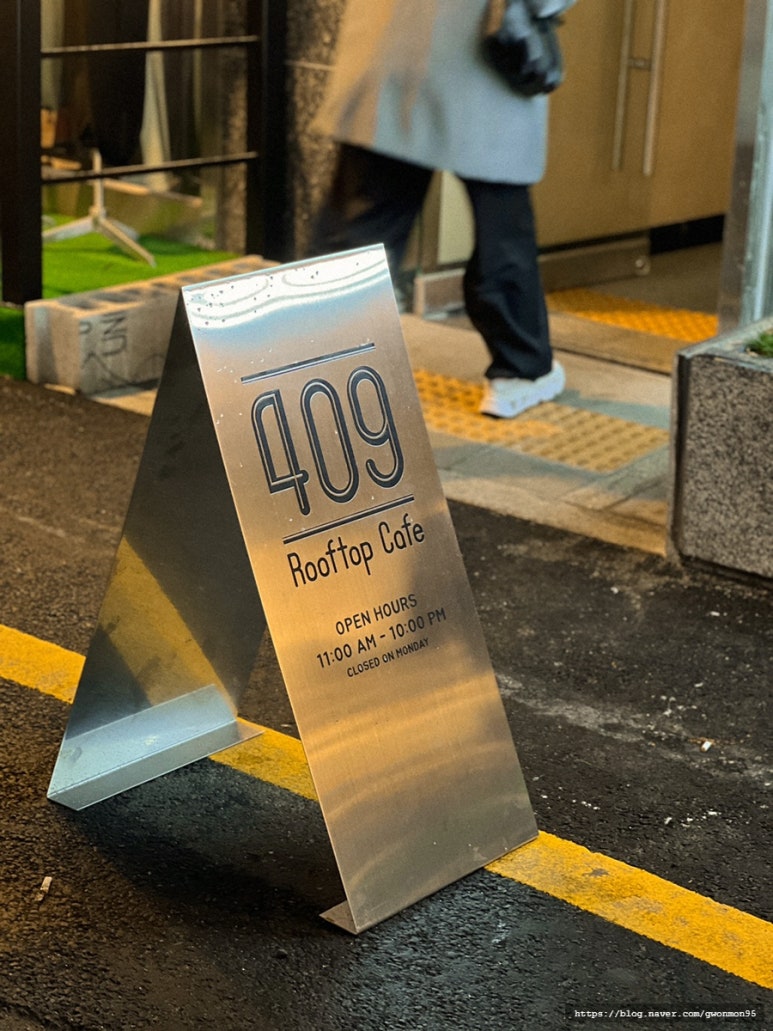 409
Rooftop Cafe
OPEN HOURS
11:00 AM - 10:00 PM
CLOSED ON MONDAY
https://blog.naver.com/gwonmon95